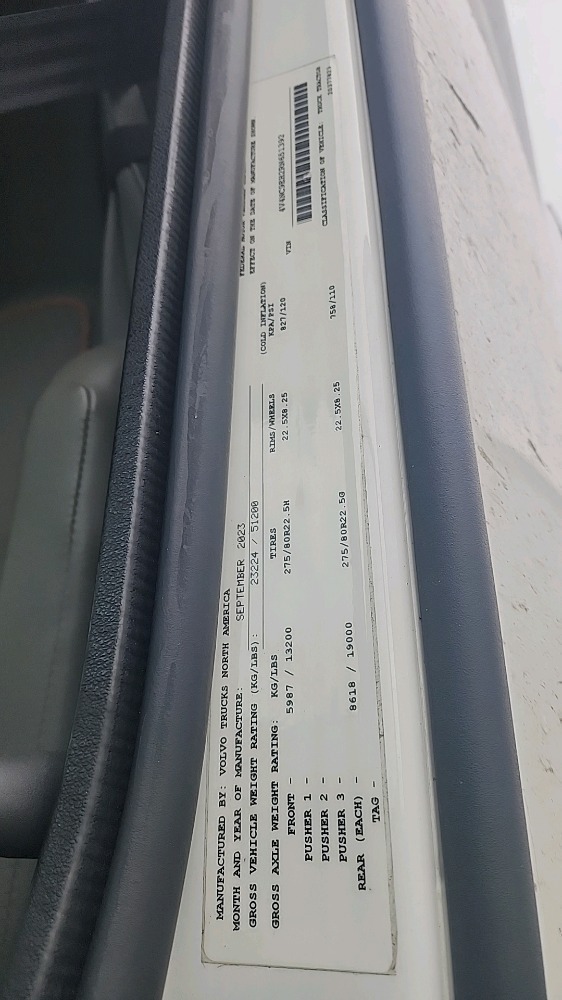 MANUFACTURED BY: VOLVO TRUCKS NORTH AMERICA
MONTH AND YEAR OF MANUFACTURE: SEPTEMBER 2023
GROSS VEHICLE WEIGHT RATING (KG/LBS): 23224 / 51200
GROSS AXLE WEIGHT RATING: KG/LBS TIRES RIMS/WHEELS (COLD INFLATION) KPA/PSI
FRONT - 5987 / 13200 275/80R22.5H 22.5X8.25 827/120
PUSHER 1 -
PUSHER 2 -
PUSHER 3 -
REAR (EACH) - 8618 / 19000 275/80R22.5G 22.5X8.25 758/110
TAG -
EFFECT ON THE DATE OF MANUFACTURE SHOWN
VIN
CLASSIFICATION OF VEHICLE: TRUCK TRACTOR